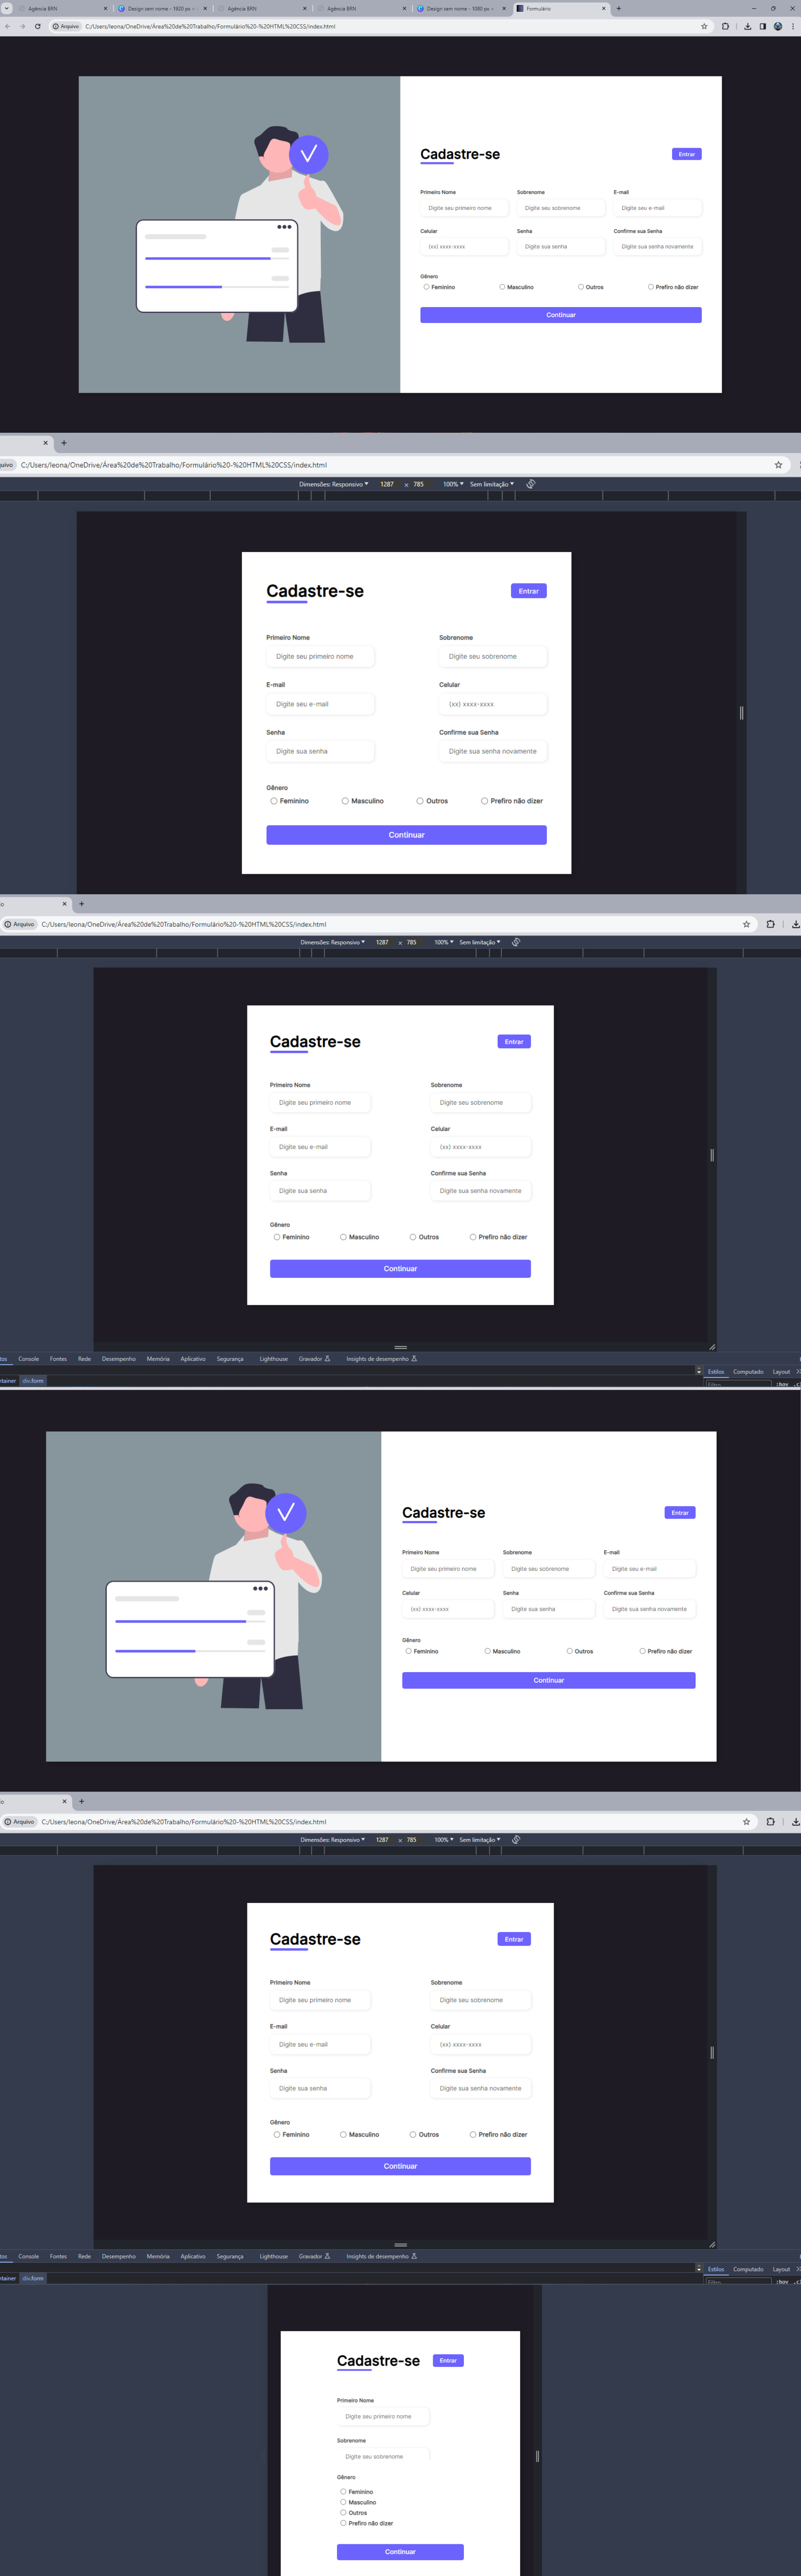 Agência BRN
Design sem nome - 1920 px
Agência BRN
Agência BRN
Design sem nome - 1080 px
Formulário
Arquivo C:/Users/leona/OneDrive/Área%20de%20Trabalho/Formulário%20-%20HTML%20CSS/index.html
Cadastre-se Entrar
Primeiro Nome Sobrenome E-mail
Digite seu primeiro nome Digite seu sobrenome Digite seu e-mail
Celular Senha Confirme sua Senha
(xx) xxxx-xxxx Digite sua senha Digite sua senha novamente
Gênero
Feminino Masculino Outros Prefiro não dizer
Continuar
quivo C:/Users/leona/OneDrive/Área%20de%20Trabalho/Formulário%20-%20HTML%20CSS/index.html
Dimensões: Responsivo 1287 × 785 100% Sem limitação
Cadastre-se Entrar
Primeiro Nome Sobrenome
Digite seu primeiro nome Digite seu sobrenome
E-mail Celular
Digite seu e-mail (xx) xxxx-xxxx
Senha Confirme sua Senha
Digite sua senha Digite sua senha novamente
Gênero
Feminino Masculino Outros Prefiro não dizer
Continuar
Arquivo C:/Users/leona/OneDrive/Área%20de%20Trabalho/Formulário%20-%20HTML%20CSS/index.html
Dimensões: Responsivo 1287 × 785 100% Sem limitação
Cadastre-se Entrar
Primeiro Nome Sobrenome
Digite seu primeiro nome Digite seu sobrenome
E-mail Celular
Digite seu e-mail (xx) xxxx-xxxx
Senha Confirme sua Senha
Digite sua senha Digite sua senha novamente
Gênero
Feminino Masculino Outros Prefiro não dizer
Continuar
tos Console Fontes Rede Desempenho Memória Aplicativo Segurança Lighthouse Gravador Insights de desempenho
Estilos Computado Layout
ntainer div.form Filtro :hov .c
Cadastre-se Entrar
Primeiro Nome Sobrenome E-mail
Digite seu primeiro nome Digite seu sobrenome Digite seu e-mail
Celular Senha Confirme sua Senha
(xx) xxxx-xxxx Digite sua senha Digite sua senha novamente
Gênero
Feminino Masculino Outros Prefiro não dizer
Continuar
Arquivo C:/Users/leona/OneDrive/Área%20de%20Trabalho/Formulário%20-%20HTML%20CSS/index.html
Dimensões: Responsivo 1287 × 785 100% Sem limitação
Cadastre-se Entrar
Primeiro Nome Sobrenome
Digite seu primeiro nome Digite seu sobrenome
E-mail Celular
Digite seu e-mail (xx) xxxx-xxxx
Senha Confirme sua Senha
Digite sua senha Digite sua senha novamente
Gênero
Feminino Masculino Outros Prefiro não dizer
Continuar
tos Console Fontes Rede Desempenho Memória Aplicativo Segurança Lighthouse Gravador Insights de desempenho
Estilos Computado Layout
ntainer div.form Filtro :hov .c
Cadastre-se Entrar
Primeiro Nome
Digite seu primeiro nome
Sobrenome
Digite seu sobrenome
Gênero
Feminino
Masculino
Outros
Prefiro não dizer
Continuar